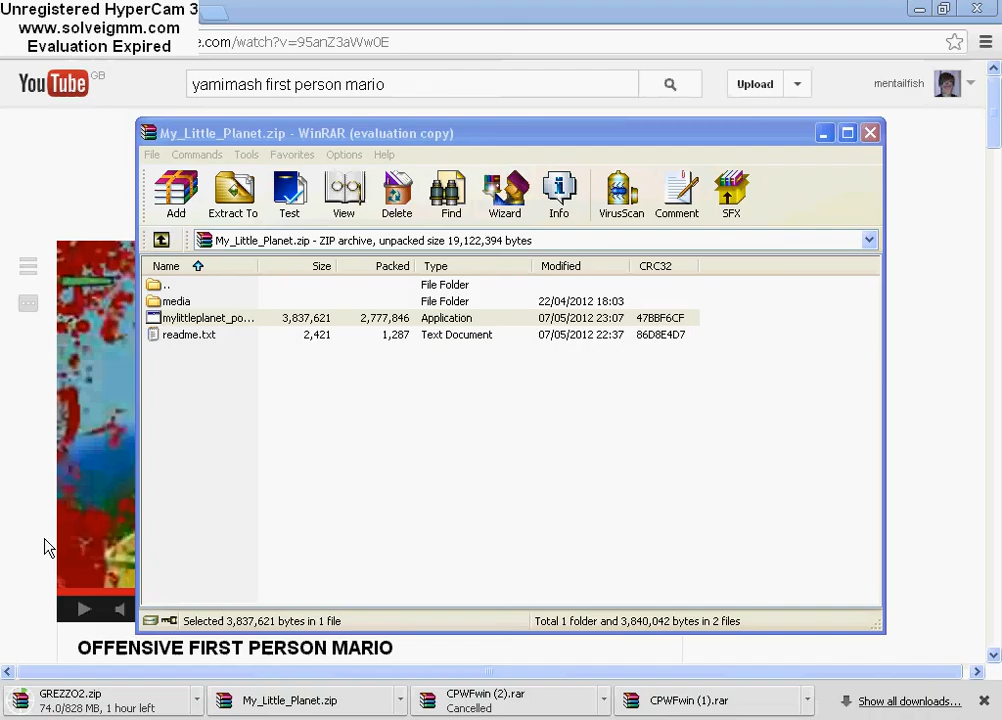 Unregistered HyperCam 3
www.solveigmm.com
Evaluation Expired
e.com/watch?v=95anZ3aWw0E
YouTube GB
yamimash first person mario
Upload
mentailfish
My_Little_Planet.zip - WinRAR (evaluation copy)
File Commands Tools Favorites Options Help
Add Extract To Test View Delete Find Wizard Info VirusScan Comment SFX
My_Little_Planet.zip - ZIP archive, unpacked size 19,122,394 bytes
Name Size Packed Type Modified CRC32
.. File Folder
media File Folder 22/04/2012 18:03
mylittleplanet_po... 3,837,621 2,777,846 Application 07/05/2012 23:07 47BBF6CF
readme.txt 2,421 1,287 Text Document 07/05/2012 22:37 86D8E4D7
Selected 3,837,621 bytes in 1 file Total 1 folder and 3,840,042 bytes in 2 files
OFFENSIVE FIRST PERSON MARIO
GREZZO2.zip
74.0/828 MB, 1 hour left
My_Little_Planet.zip
CPWFwin (2).rar
Cancelled
CPWFwin (1).rar
Show all downloads...